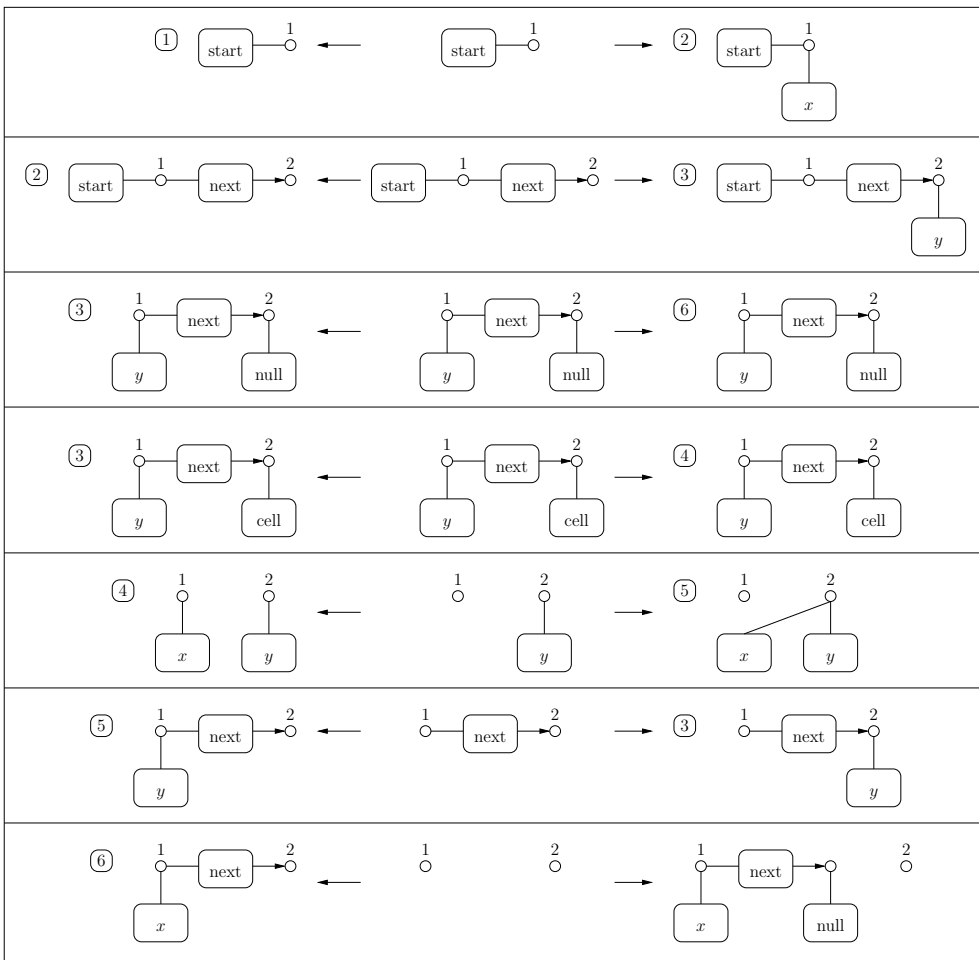 1 start 1 start 1 2 start 1
x
2 start 1 next 2 start 1 next 2 3 start 1 next 2
y
3 1 next 2 1 next 2 6 1 next 2
y null y null y null
3 1 next 2 1 next 2 4 1 next 2
y cell y cell y cell
4 1 2 1 2 5 1 2
x y y x y
5 1 next 2 1 next 2 3 1 next 2
y y
6 1 next 2 1 2 1 next 2
x x null